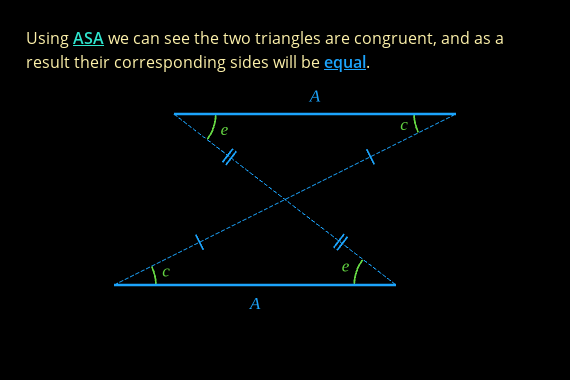 Using ASA we can see the two triangles are congruent, and as a
result their corresponding sides will be equal.
A
e
c
c
e
A